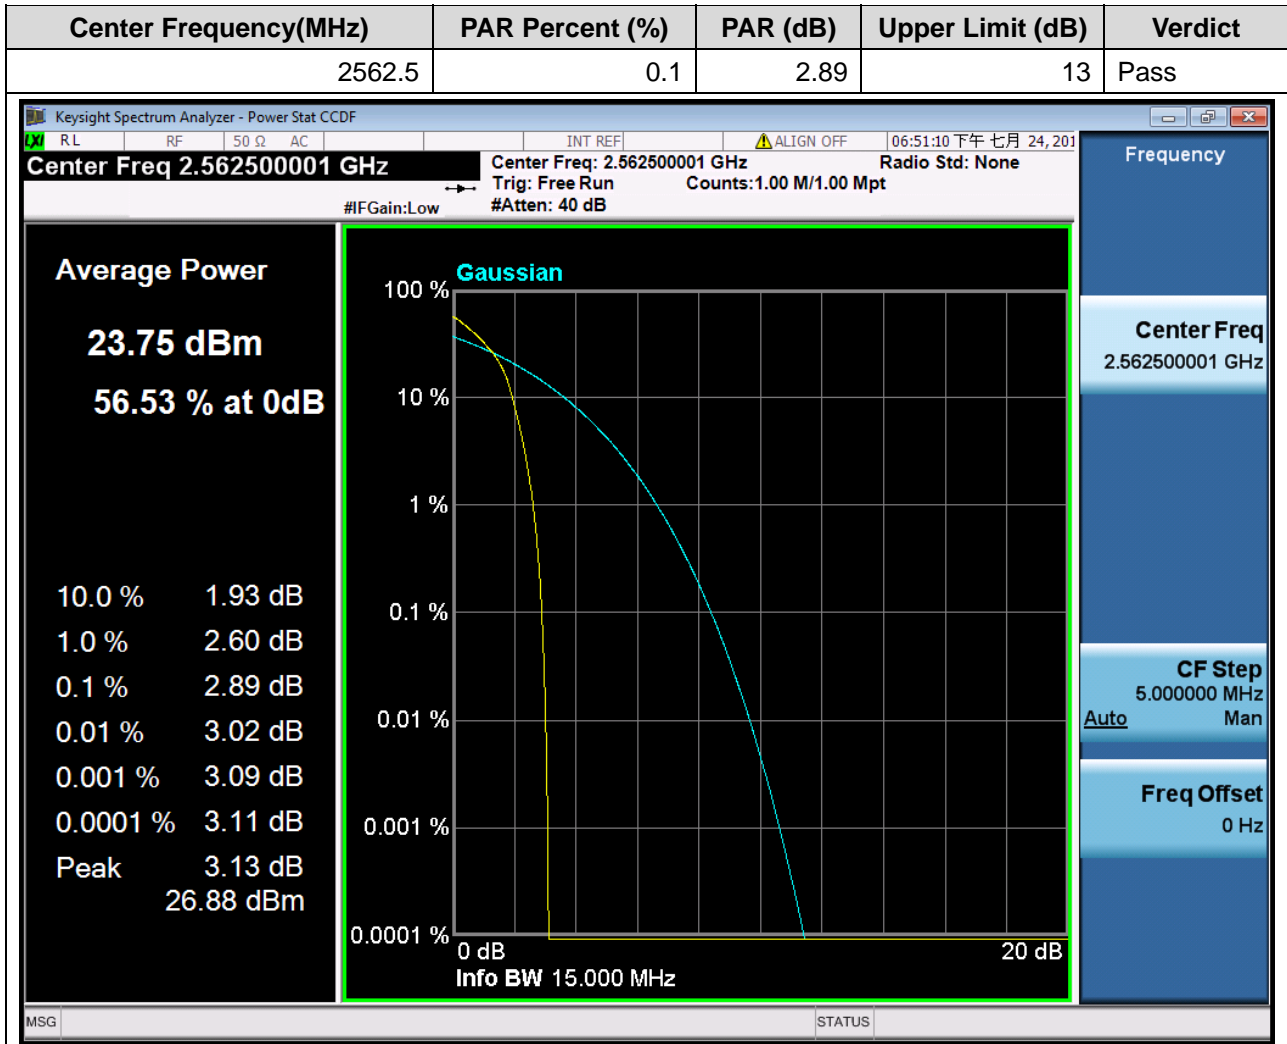 Center Frequency(MHz) PAR Percent (%) PAR (dB) Upper Limit (dB) Verdict
2562.5 0.1 2.89 13 Pass
Keysight Spectrum Analyzer - Power Stat CCDF
LXI RL RF 50 Ω AC INT REF ALIGN OFF 06:51:10 下午 七月 24, 201
Center Freq 2.562500001 GHz
Center Freq: 2.562500001 GHz Radio Std: None
Trig: Free Run Counts:1.00 M/1.00 Mpt
#IFGain:Low #Atten: 40 dB
Average Power
23.75 dBm
56.53 % at 0dB
10.0 % 1.93 dB
1.0 % 2.60 dB
0.1 % 2.89 dB
0.01 % 3.02 dB
0.001 % 3.09 dB
0.0001 % 3.11 dB
Peak 3.13 dB
26.88 dBm
Gaussian
100 %
10 %
1 %
0.1 %
0.01 %
0.001 %
0.0001 %
0 dB 20 dB
Info BW 15.000 MHz
Frequency
Center Freq
2.562500001 GHz
CF Step
5.000000 MHz
Auto Man
Freq Offset
0 Hz
MSG STATUS